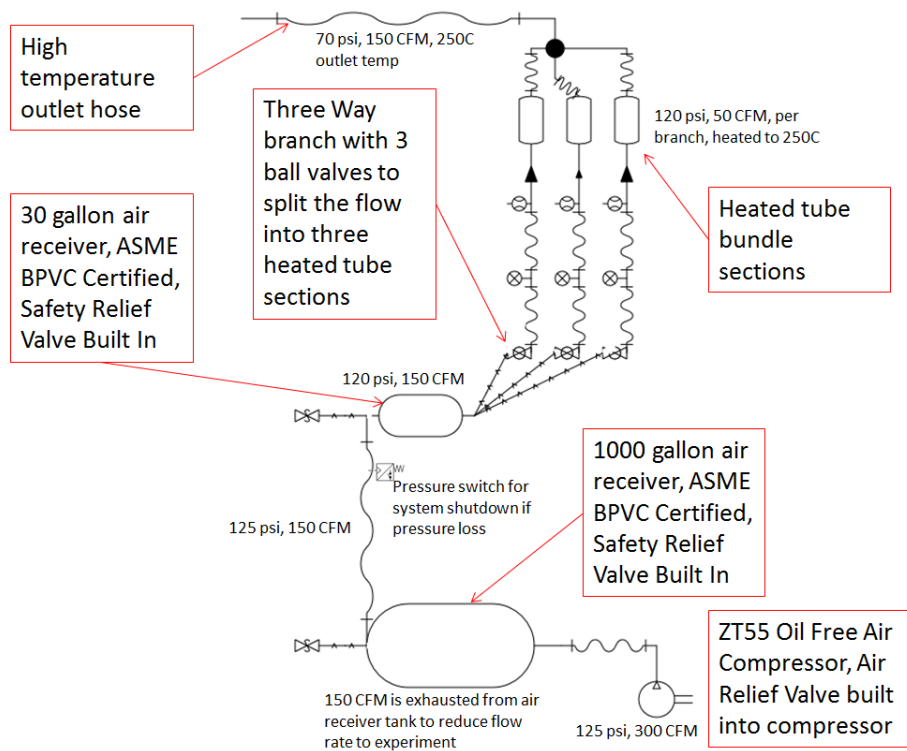 High
temperature
outlet hose
70 psi, 150 CFM, 250C
outlet temp
Three Way
branch with 3
ball valves to
split the flow
into three
heated tube
sections
120 psi, 50 CFM, per
branch, heated to 250C
Heated tube
bundle
sections
30 gallon air
receiver, ASME
BPVC Certified,
Safety Relief
Valve Built In
120 psi, 150 CFM
Pressure switch for
system shutdown if
pressure loss
125 psi, 150 CFM
1000 gallon air
receiver, ASME
BPVC Certified,
Safety Relief
Valve Built In
ZT55 Oil Free Air
Compressor, Air
Relief Valve built
into compressor
150 CFM is exhausted from air
receiver tank to reduce flow
rate to experiment
125 psi, 300 CFM